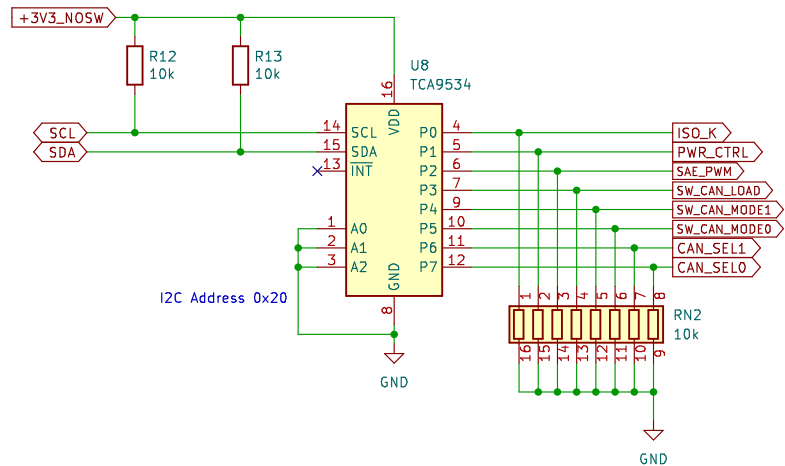 +3V3_NOSW
R12
10k
R13
10k
U8
TCA9534
16
VDD
SCL
14
SCL
SDA
15
SDA
13
INT
1
A0
2
A1
3
A2
GND
8
GND
P0
4
ISO_K
P1
5
PWR_CTRL
P2
6
SAE_PWM
P3
7
SW_CAN_LOAD
P4
9
SW_CAN_MODE1
P5
10
SW_CAN_MODE0
P6
11
CAN_SEL1
P7
12
CAN_SEL0
I2C Address 0x20
1
2
3
4
5
6
7
8
RN2
10k
16
15
14
13
12
11
10
9
GND